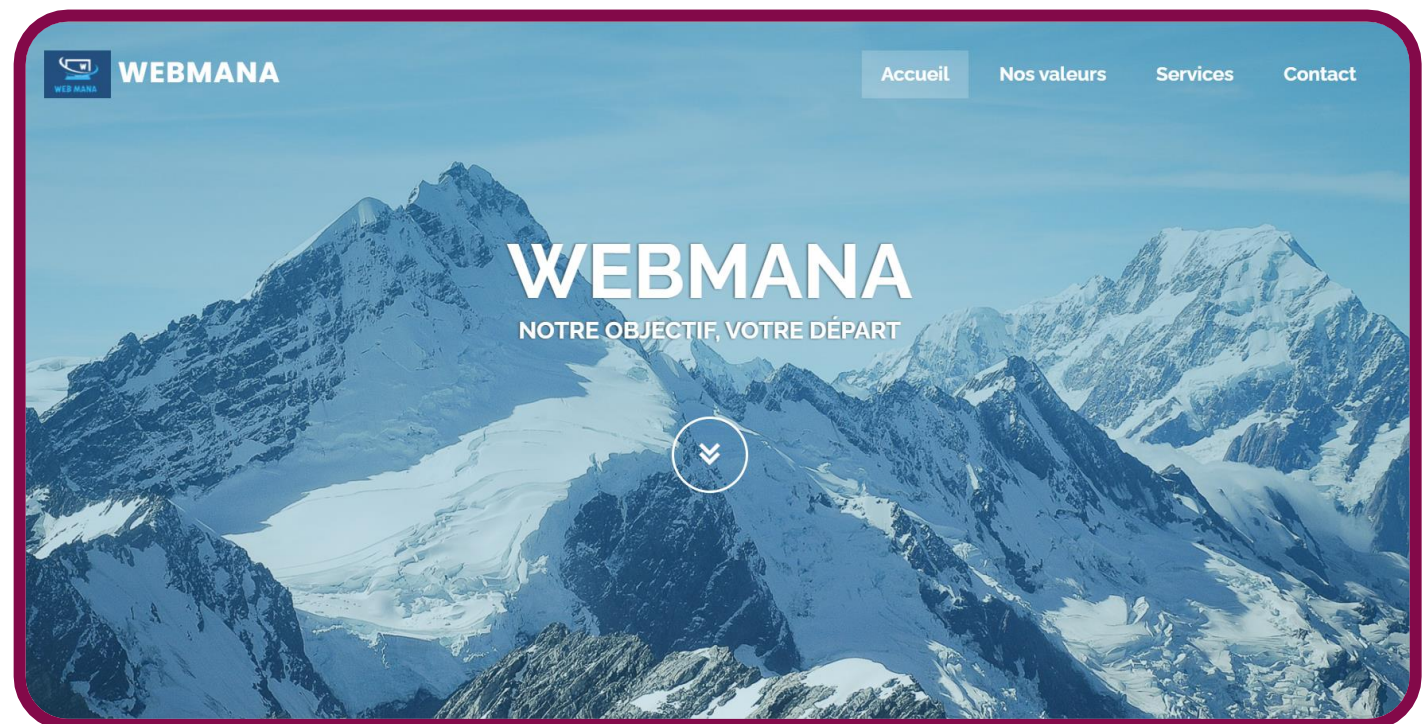 WEB MANA
WEBMANA
Accueil
Nos valeurs
Services
Contact
WEBMANA
NOTRE OBJECTIF, VOTRE DÉPART